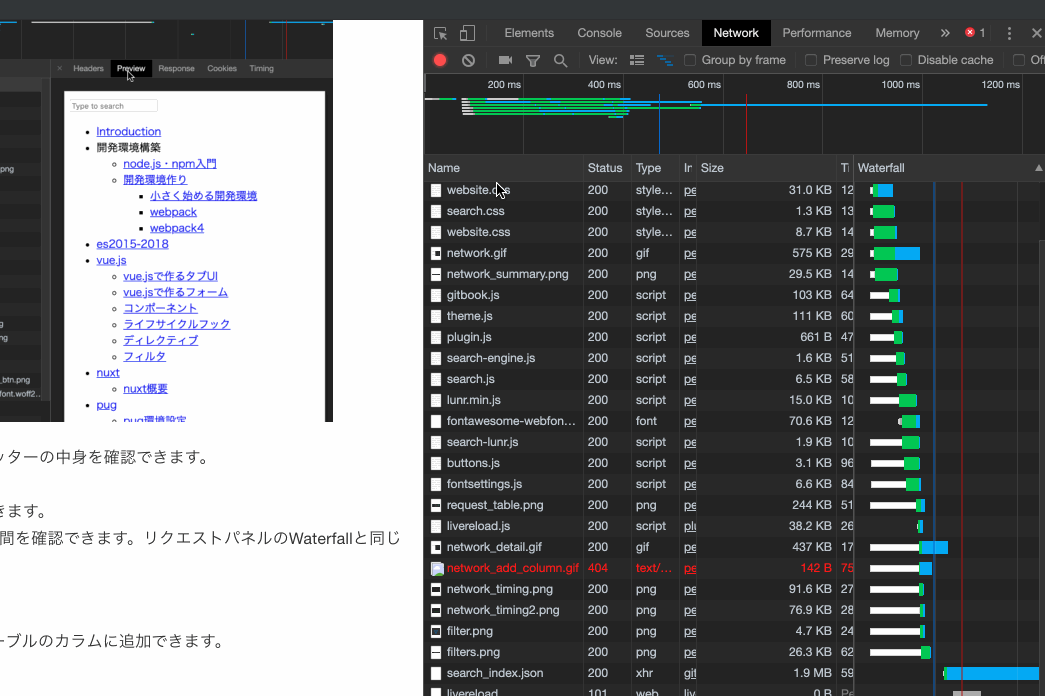 Headers Preview Response Cookies Timing
Type to search
Introduction
開発環境構築
node.js・npm入門
開発環境作り
小さく始める開発環境
webpack
webpack4
es2015-2018
vue.js
vue.jsで作るタブUI
vue.jsで作るフォーム
コンポーネント
ライフサイクルフック
ディレクティブ
フィルタ
nuxt
nuxt概要
pug
pug環境設定
png
g
ng
_btn.png
font.woff2...
ッターの中身を確認できます。
きます。
間を確認できます。リクエストパネルのWaterfallと同じ
ーブルのカラムに追加できます。
Elements Console Sources Network Performance Memory » 1
View: Group by frame Preserve log Disable cache Off
200 ms 400 ms 600 ms 800 ms 1000 ms 1200 ms
Name Status Type Ir Size Ti Waterfall
200 style... pe 31.0 KB 12
search.css 200 style... pe 1.3 KB 13
website.css 200 style... pe 8.7 KB 14
network.gif 200 gif pe 575 KB 29
network_summary.png 200 png pe 29.5 KB 14
gitbook.js 200 script pe 103 KB 64
theme.js 200 script pe 111 KB 60
plugin.js 200 script pe 661 B 47
search-engine.js 200 script pe 1.6 KB 51
search.js 200 script pe 6.5 KB 58
lunr.min.js 200 script pe 15.0 KB 10
fontawesome-webfon... 200 font pe 70.6 KB 12
search-lunr.js 200 script pe 1.9 KB 10
buttons.js 200 script pe 3.1 KB 96
fontsettings.js 200 script pe 6.6 KB 84
request_table.png 200 png pe 244 KB 51
livereload.js 200 script plu 38.2 KB 26
network_detail.gif 200 gif pe 437 KB 17
network_add_column.gif 404 text/... pe 142 B 75
network_timing.png 200 png pe 91.6 KB 27
network_timing2.png 200 png pe 76.9 KB 28
filter.png 200 png pe 4.7 KB 24
filters.png 200 png pe 26.3 KB 62
search_index.json 200 xhr git 1.9 MB 59
livereload 101 web liv 0 B Pe